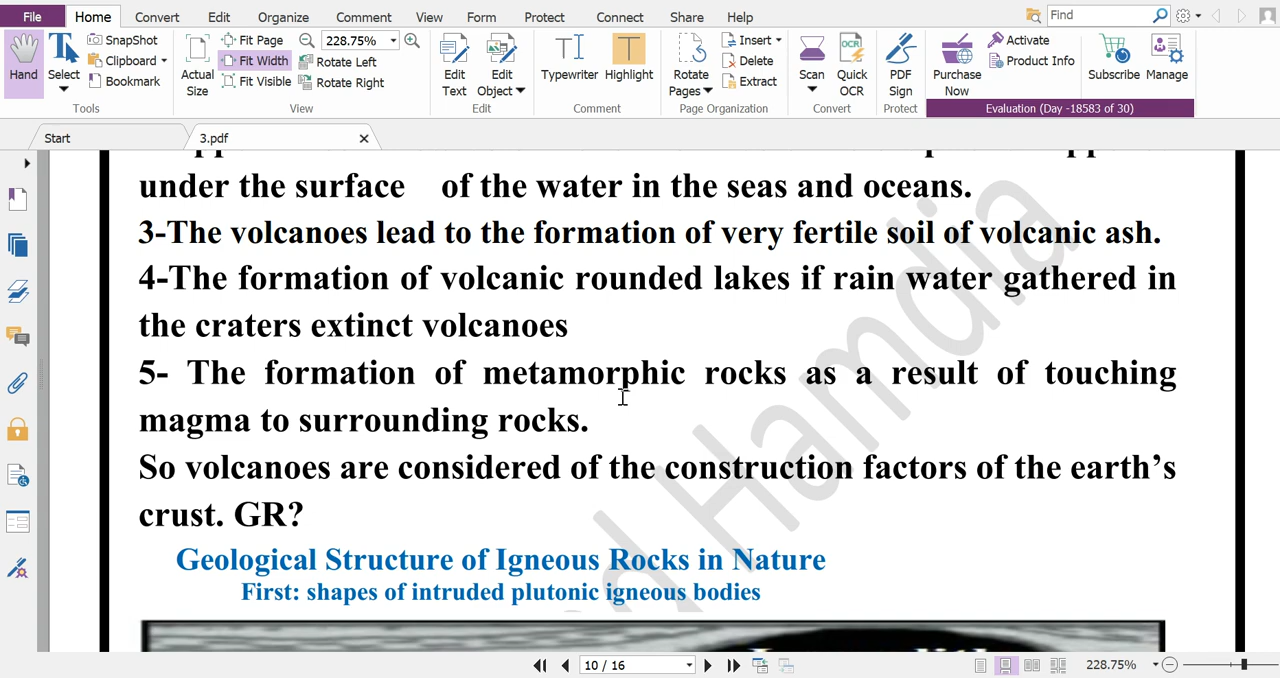 File Home Convert Edit Organize Comment View Form Protect Connect Share Help Find
SnapShot Fit Page 228.75% Insert Activate
Clipboard Fit Width Rotate Left Delete Product Info
Bookmark Fit Visible Rotate Right Extract
Hand Select Actual Size Edit Text Edit Object Typewriter Highlight Rotate Pages Scan OCR Quick OCR PDF Sign Purchase Now Subscribe Manage
Tools View Edit Comment Page Organization Convert Protect Evaluation (Day -18583 of 30)
Start 3.pdf
under the surface of the water in the seas and oceans.
3-The volcanoes lead to the formation of very fertile soil of volcanic ash.
4-The formation of volcanic rounded lakes if rain water gathered in
the craters extinct volcanoes
5- The formation of metamorphic rocks as a result of touching
magma to surrounding rocks.
So volcanoes are considered of the construction factors of the earth's
crust. GR?
Geological Structure of Igneous Rocks in Nature
First: shapes of intruded plutonic igneous bodies
Hamdia
10 / 16 228.75%